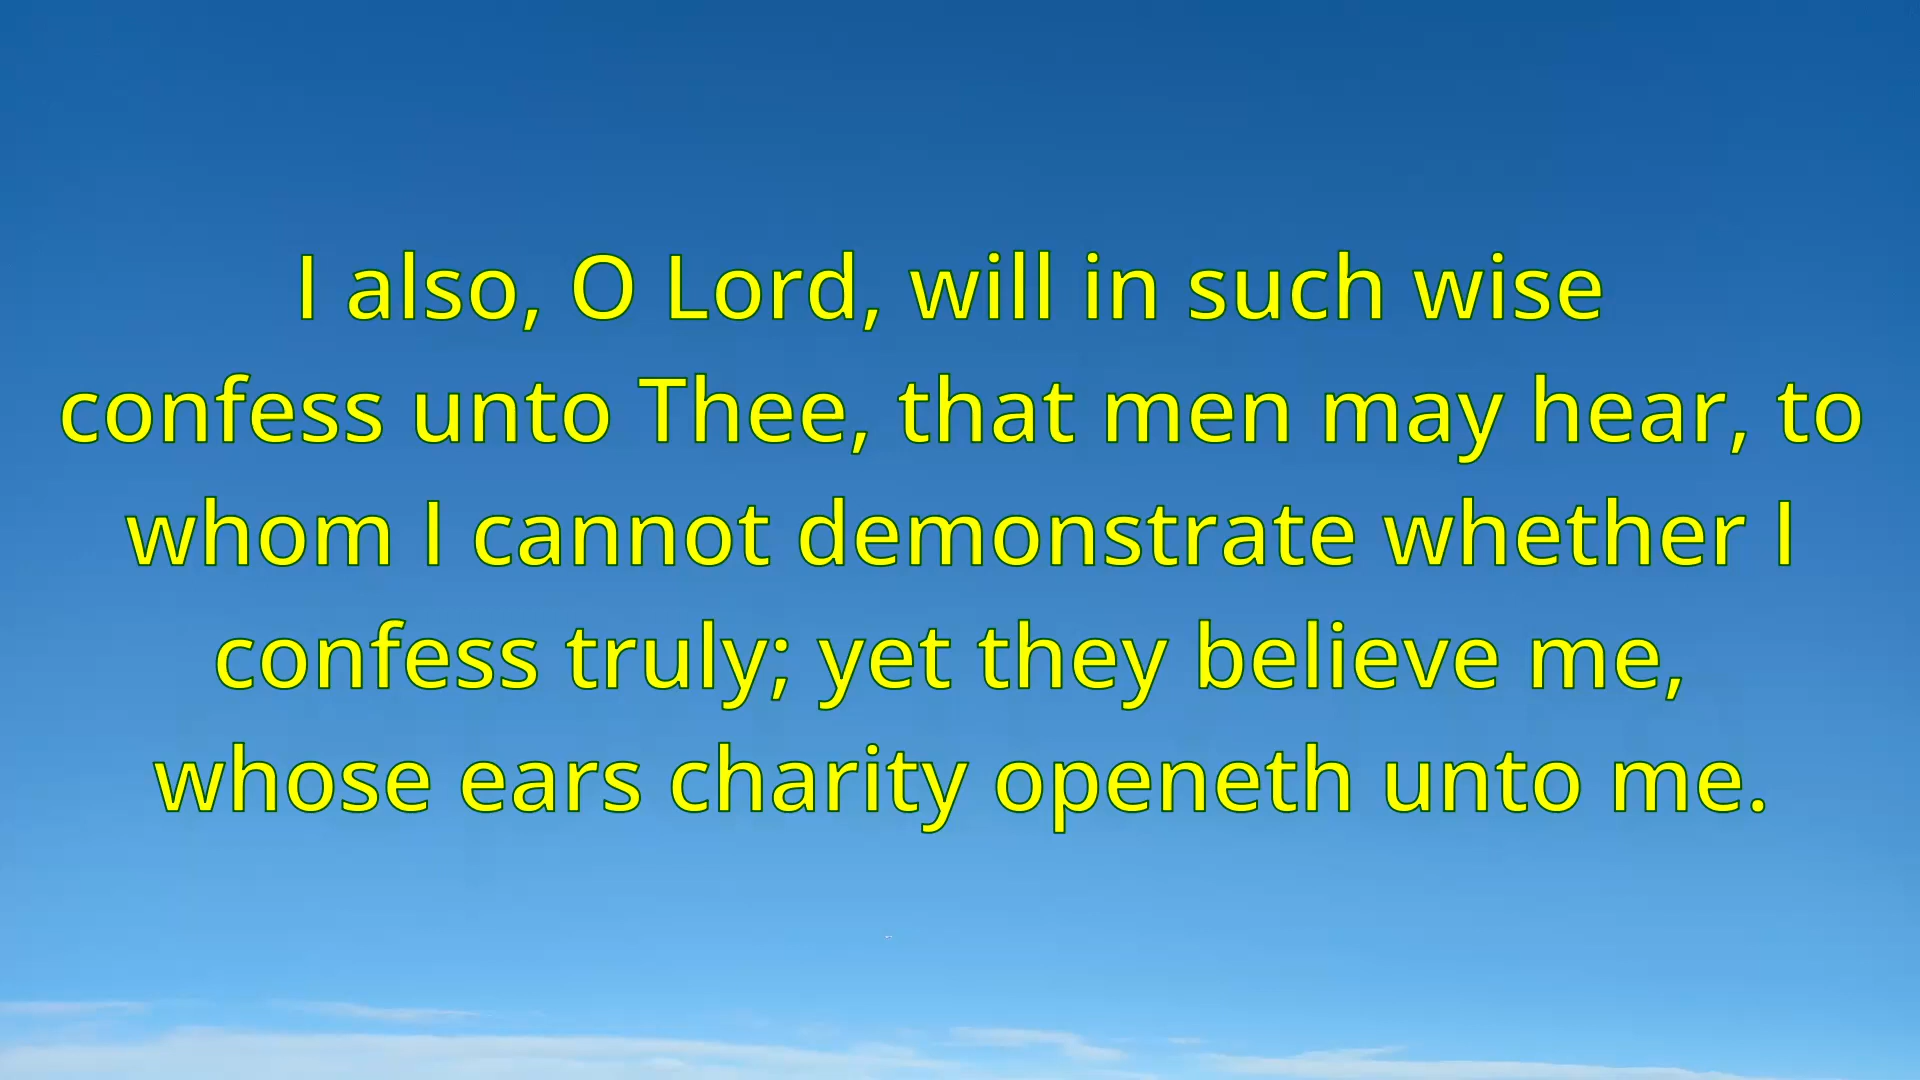 I also, O Lord, will in such wise
confess unto Thee, that men may hear, to
whom I cannot demonstrate whether I
confess truly; yet they believe me,
whose ears charity openeth unto me.